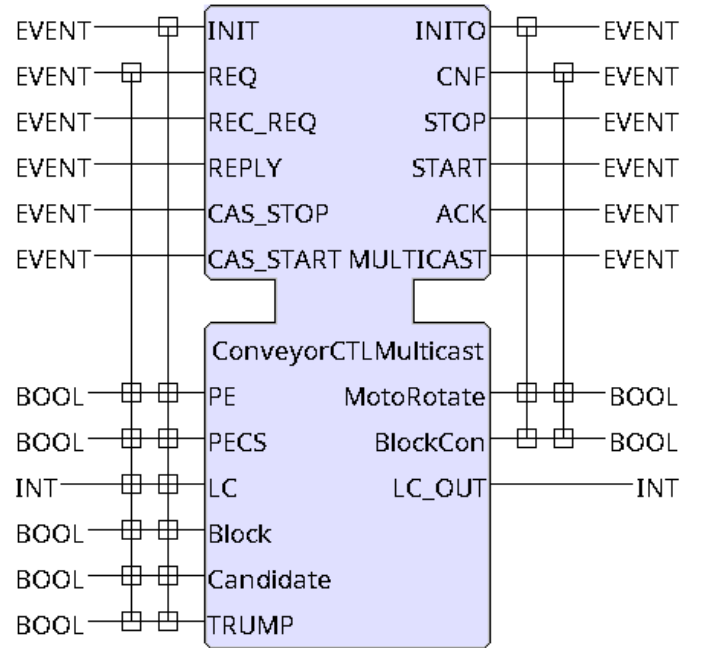 EVENT INIT INITO EVENT
EVENT REQ CNF EVENT
EVENT REC_REQ STOP EVENT
EVENT REPLY START EVENT
EVENT CAS_STOP ACK EVENT
EVENT CAS_START MULTICAST EVENT
ConveyorCTLMulticast
BOOL PE MotoRotate BOOL
BOOL PECS BlockCon BOOL
INT LC LC_OUT INT
BOOL Block
BOOL Candidate
BOOL TRUMP